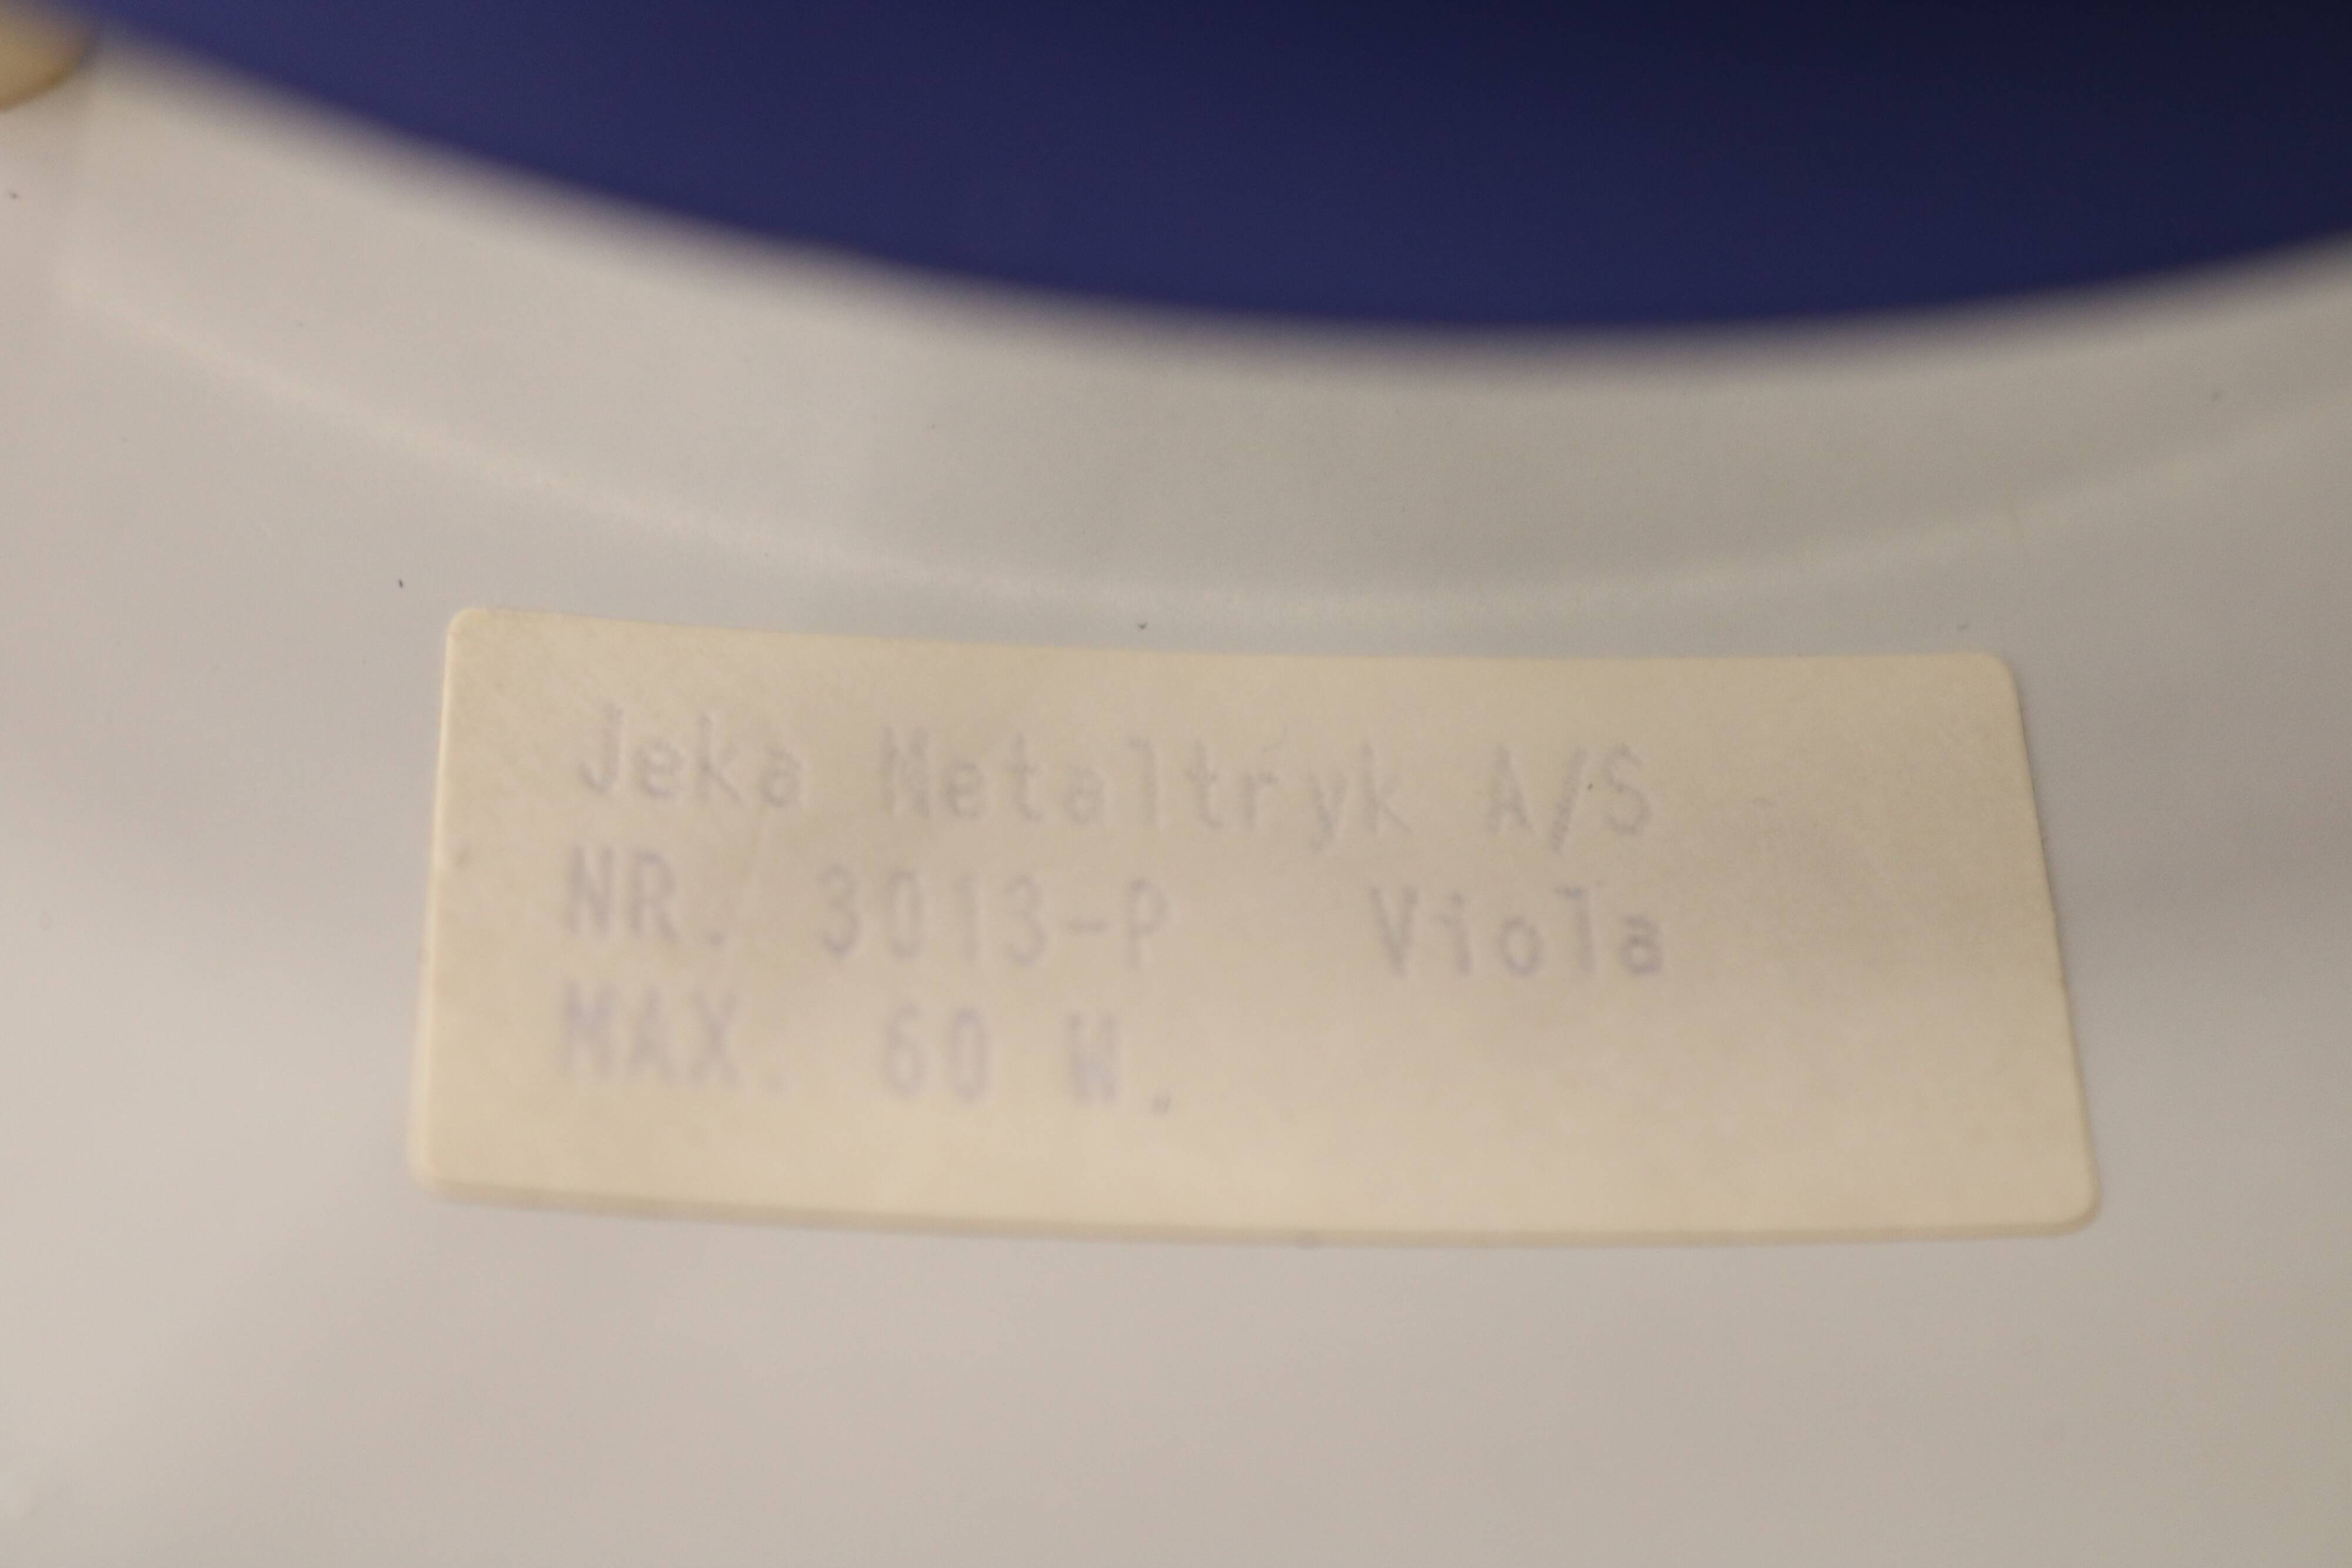 Jeka Metaltryk A/S
NR. 3013-P Viola
MAX. 60 W.